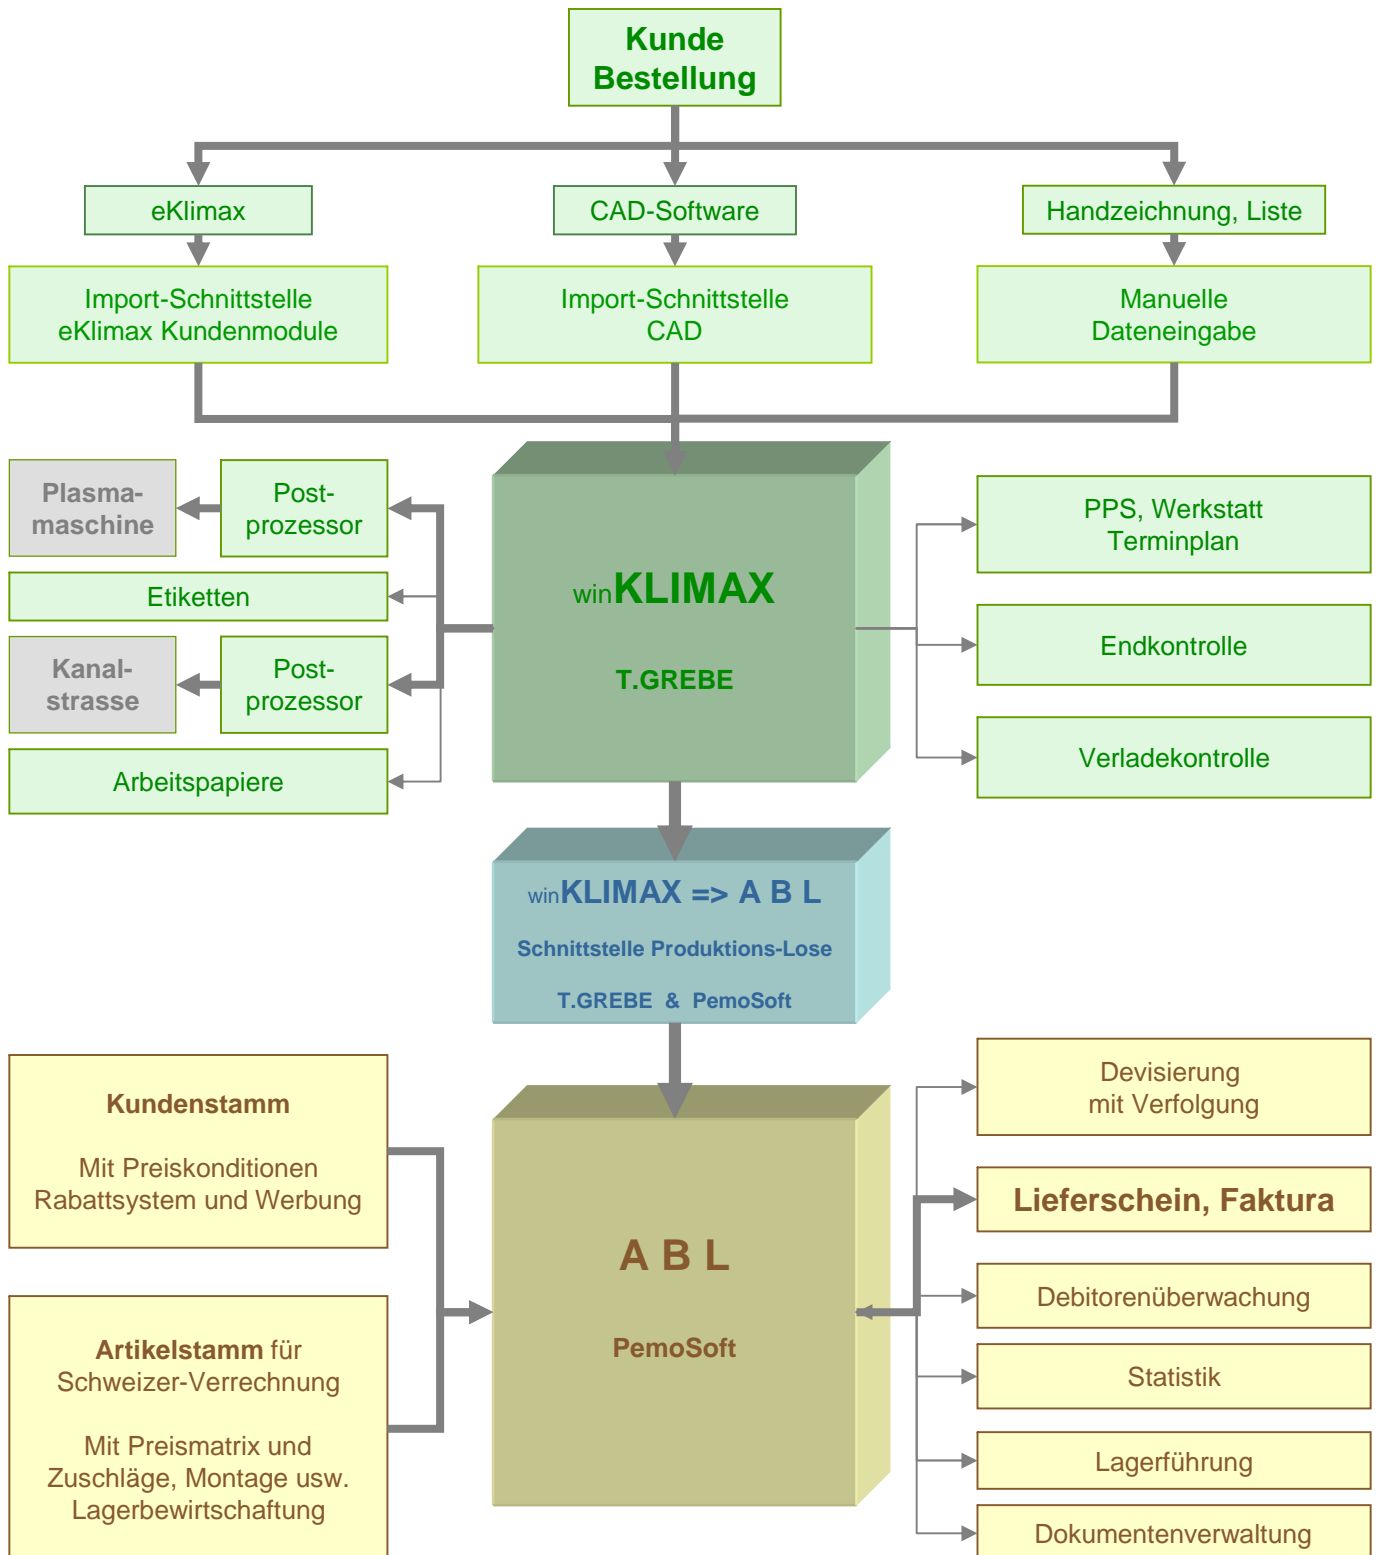 Kunde
Bestellung
eKlimax
CAD-Software
Handzeichnung, Liste
Import-Schnittstelle
eKlimax Kundenmodule
Import-Schnittstelle
CAD
Manuelle
Dateneingabe
Plasma-
maschine
Post-
prozessor
Etiketten
Kanal-
strasse
Post-
prozessor
Arbeitspapiere
winKLIMAX
T.GREBE
PPS, Werkstatt
Terminplan
Endkontrolle
Verladekontrolle
winKLIMAX => A B L
Schnittstelle Produktions-Lose
T.GREBE & PemoSoft
Kundenstamm
Mit Preiskonditionen
Rabattsystem und Werbung
Artikelstamm für
Schweizer-Verrechnung
Mit Preismatrix und
Zuschläge, Montage usw.
Lagerbewirtschaftung
A B L
PemoSoft
Devisierung
mit Verfolgung
Lieferschein, Faktura
Debitorenüberwachung
Statistik
Lagerführung
Dokumentenverwaltung